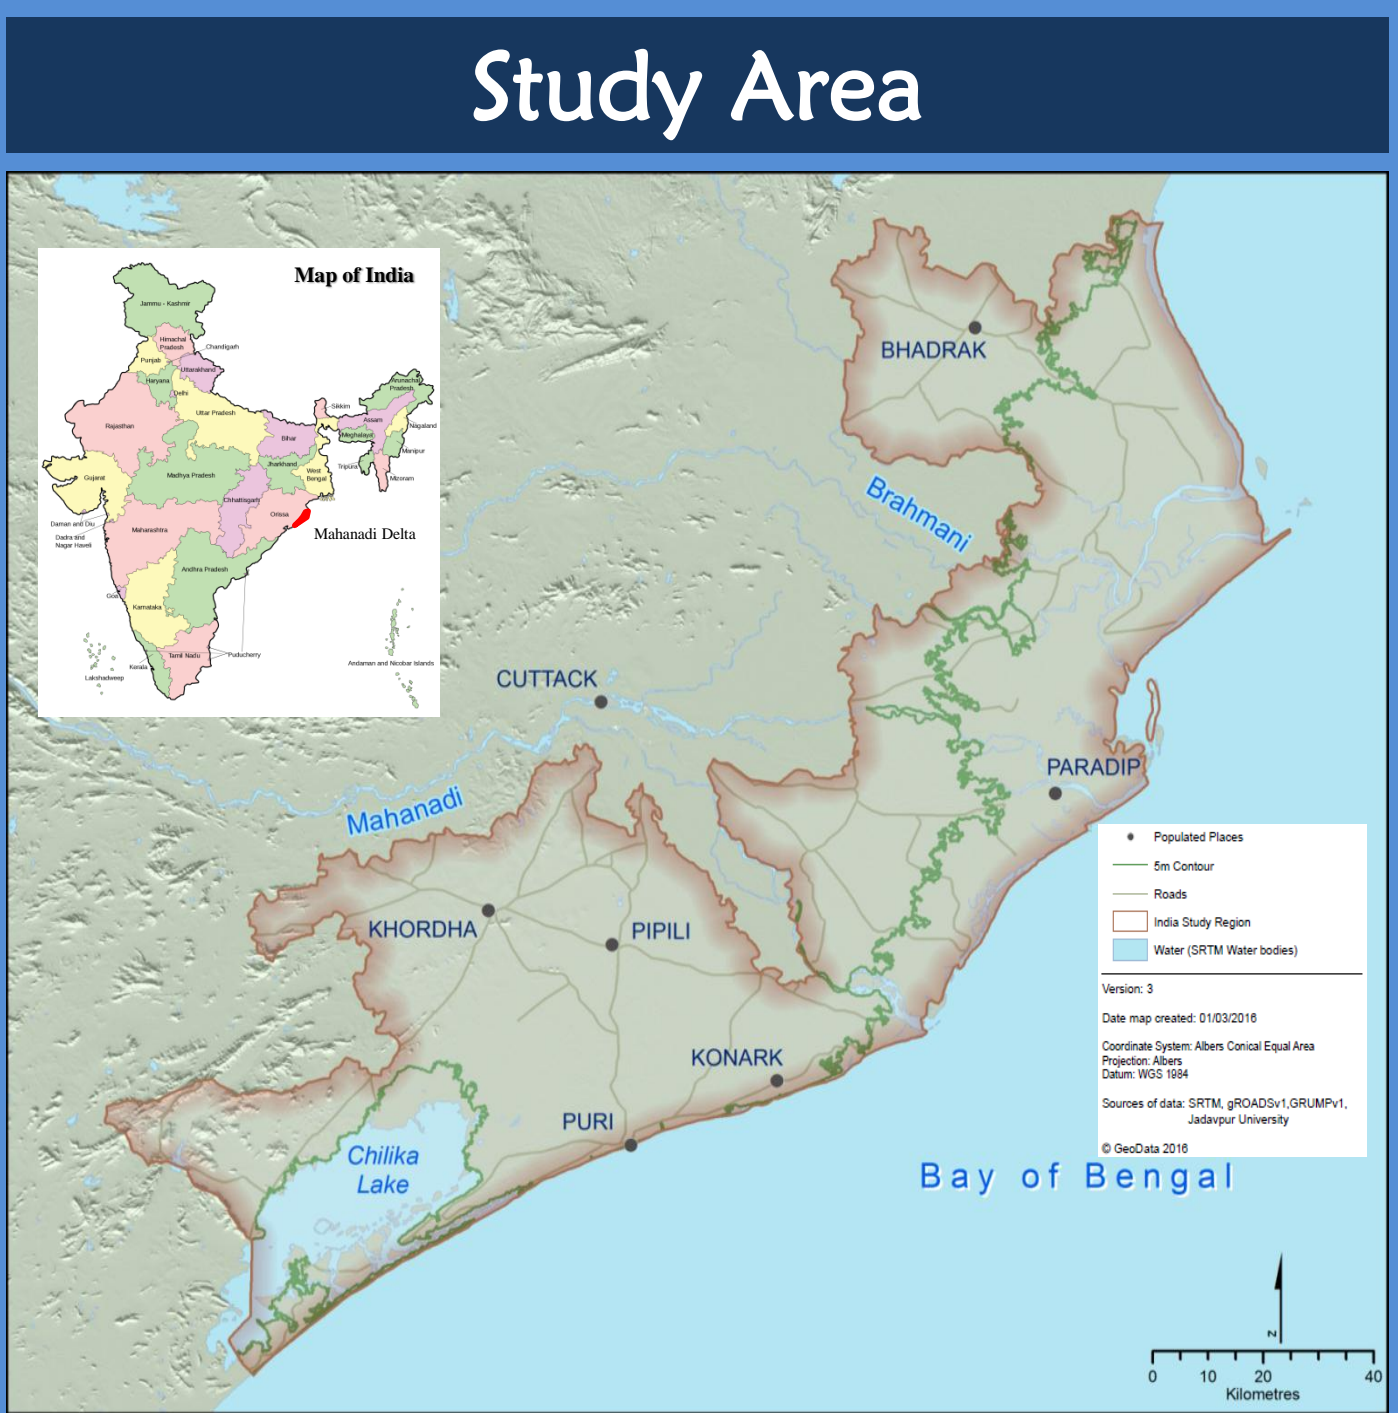 Study Area
Map of India
Jammu - Kashmir
Himachal
Pradesh
Chandigarh
Punjab
Uttarakhand
Haryana
Delhi
Arunachal
Pradesh
Sikkim
Uttar Pradesh
Assam
Nagaland
Rajasthan
Bihar
Meghalaya
Manipur
Jharkhand
Tripura
West
Bengal
Mizoram
Gujarat
Madhya Pradesh
Chhattisgarh
Orissa
Daman and Diu
Maharashtra
Mahanadi Delta
Dadra and
Nagar Haveli
Andhra Pradesh
Goa
Karnataka
Tamil Nadu
Puducherry
Kerala
Lakshadweep
Andaman and Nicobar Islands
BHADRAK
Brahmani
CUTTACK
PARADIP
Mahanadi
KHORDHA
PIPILI
KONARK
PURI
Chilika
Lake
Populated Places
5m Contour
Roads
India Study Region
Water (SRTM Water bodies)
Version: 3
Date map created: 01/03/2016
Coordinate System: Albers Conical Equal Area
Projection: Albers
Datum: WGS 1984
Sources of data: SRTM, gROADSv1,GRUMPv1,
Jadavpur University
© GeoData 2016
Bay of Bengal
N
0 10 20 40
Kilometres